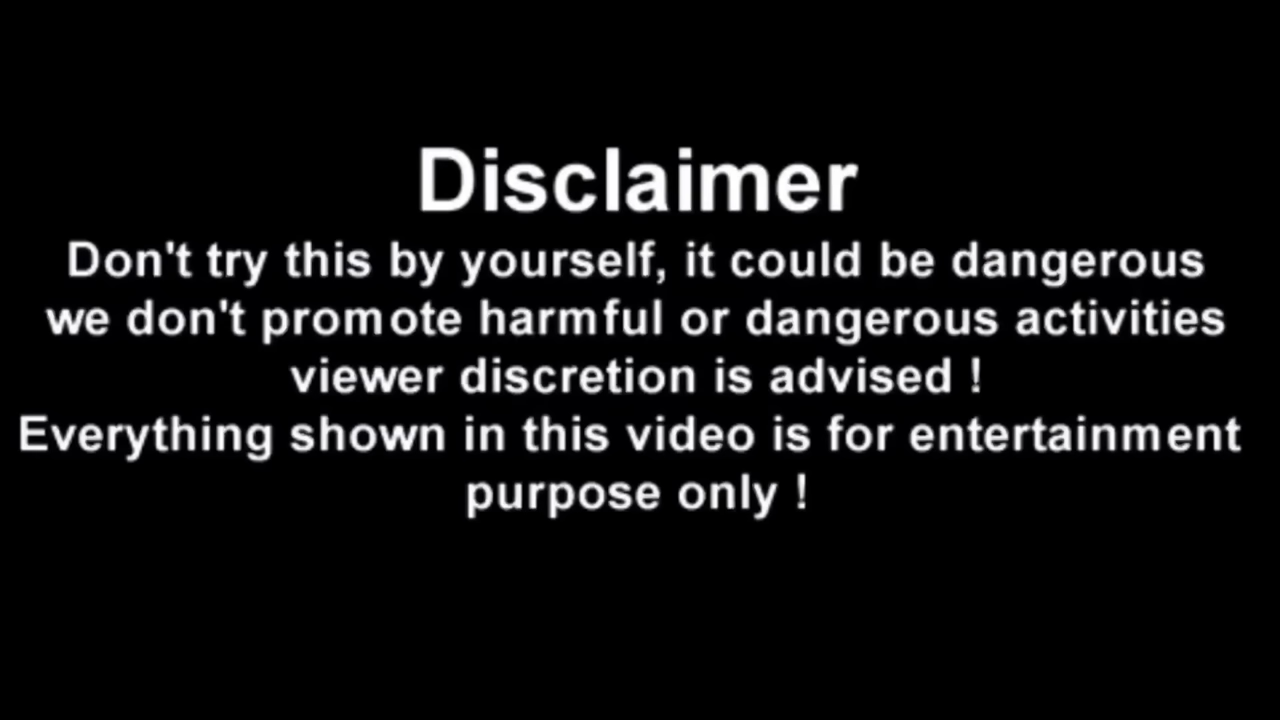 Disclaimer
Don't try this by yourself, it could be dangerous
we don't promote harmful or dangerous activities
viewer discretion is advised !
Everything shown in this video is for entertainment
purpose only !